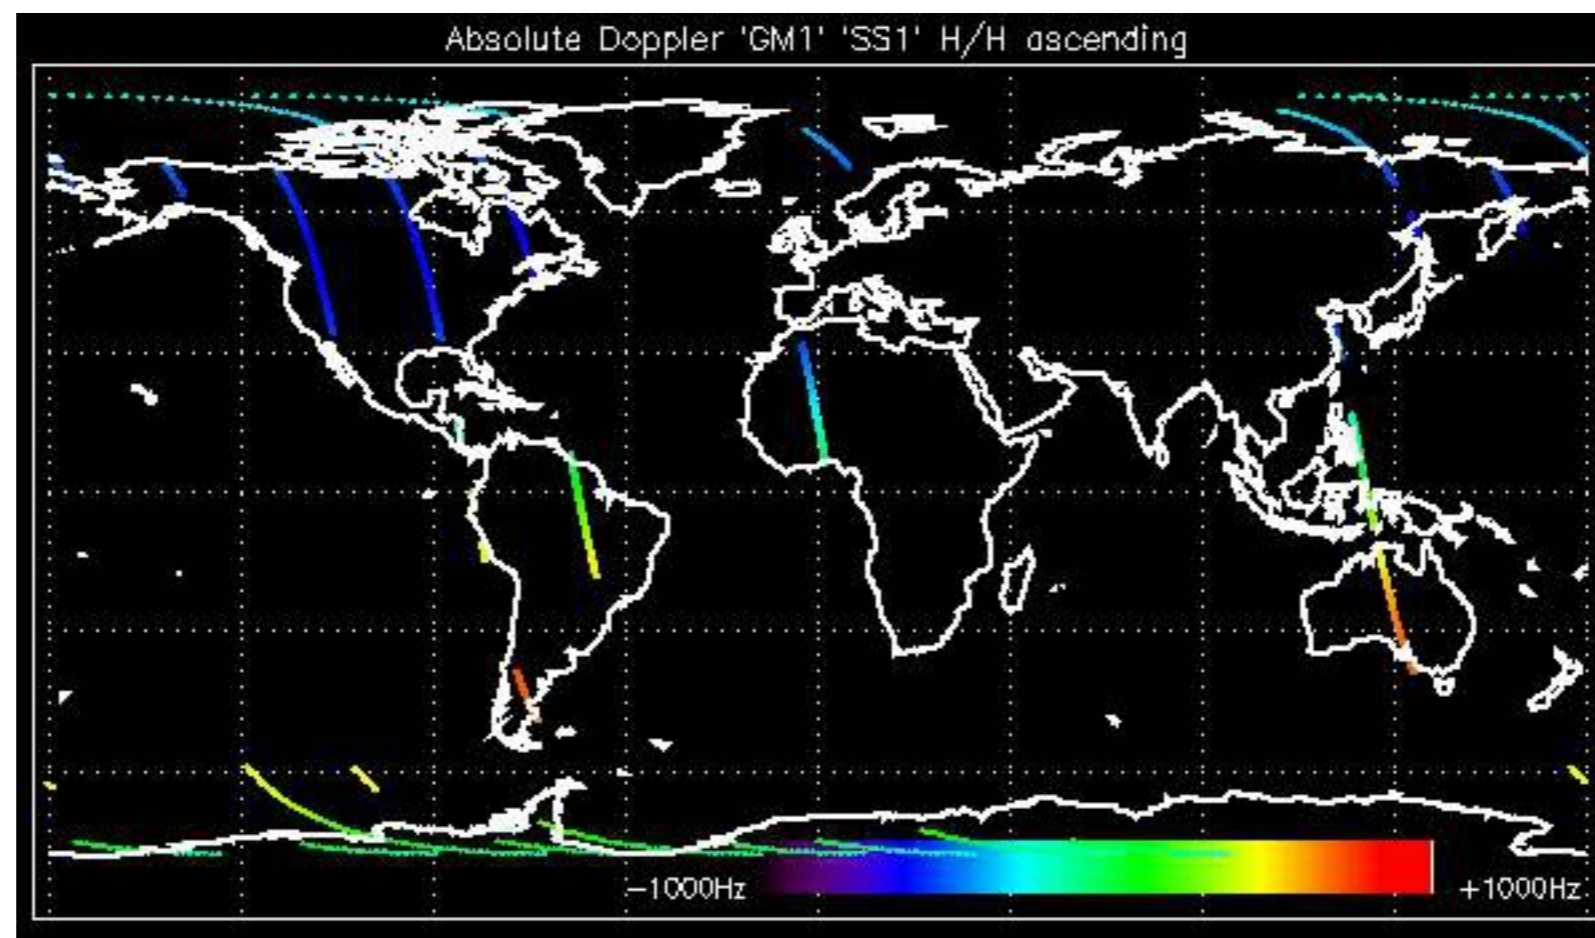 Absolute Doppler 'GM1' 'SS1' H/H ascending
−1000Hz
+1000Hz